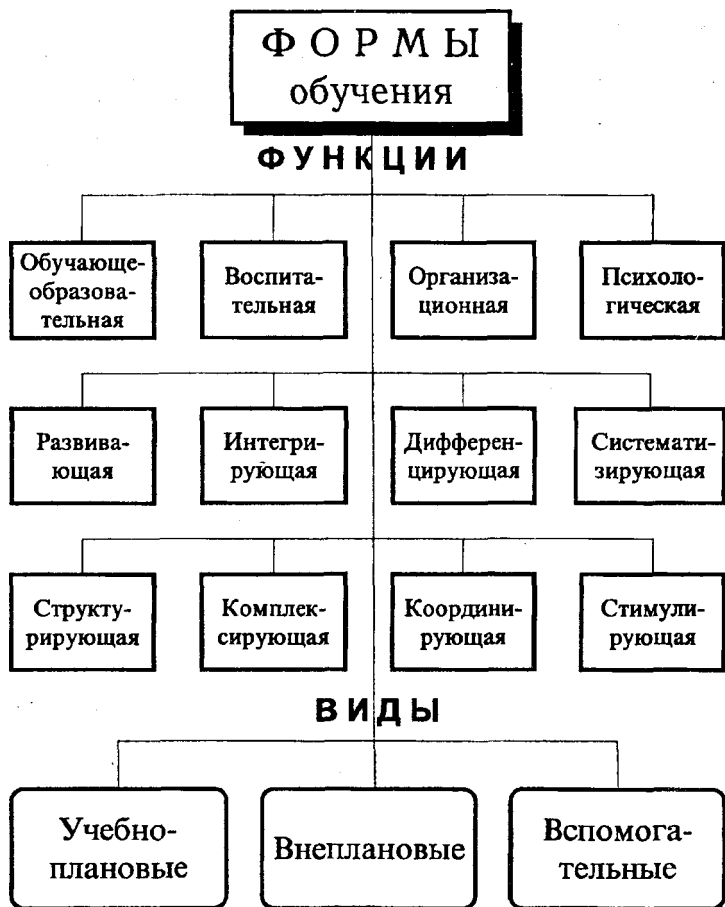 ФОРМЫ
обучения
ФУНКЦИИ
Обучающе-
образова-
тельная
Воспита-
тельная
Организа-
ционная
Психоло-
гическая
Развива-
ющая
Интегри-
рующая
Дифферен-
цирующая
Системати-
зирующая
Структу-
рирующая
Комплек-
сирующая
Координи-
рующая
Стимули-
рующая
ВИДЫ
Учебно-
плановые
Внеплановые
Вспомога-
тельные